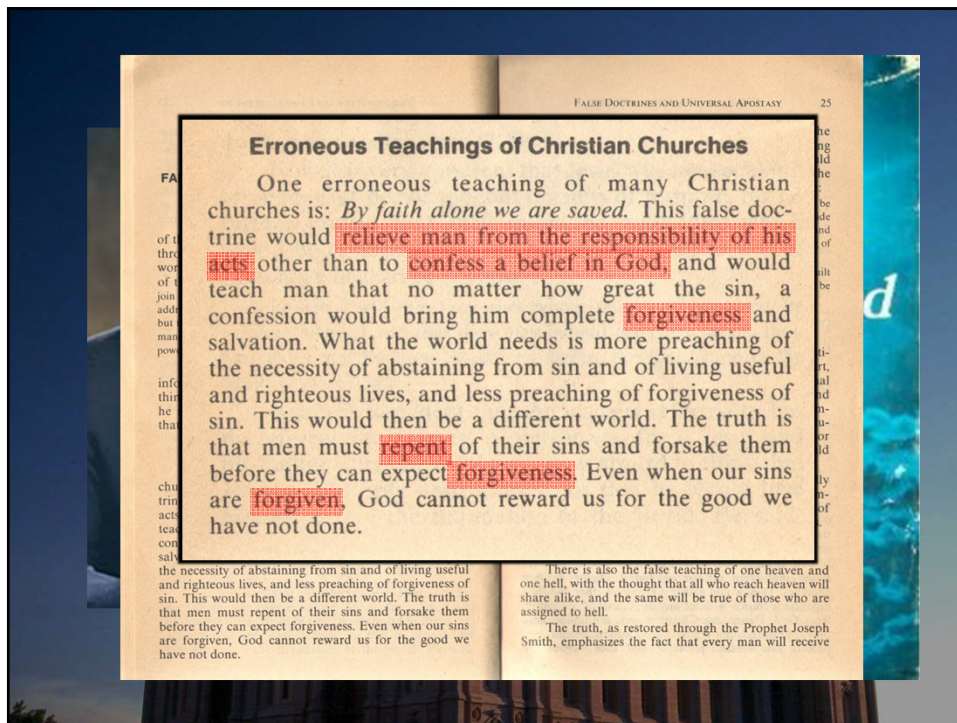 FALSE DOCTRINES AND UNIVERSAL APOSTASY 25
Erroneous Teachings of Christian Churches
One erroneous teaching of many Christian
churches is: By faith alone we are saved. This false doc-
trine would relieve man from the responsibility of his
acts other than to confess a belief in God, and would
teach man that no matter how great the sin, a
confession would bring him complete forgiveness and
salvation. What the world needs is more preaching of
the necessity of abstaining from sin and of living useful
and righteous lives, and less preaching of forgiveness of
sin. This would then be a different world. The truth is
that men must repent of their sins and forsake them
before they can expect forgiveness. Even when our sins
are forgiven, God cannot reward us for the good we
have not done.
the necessity of abstaining from sin and of living useful
and righteous lives, and less preaching of forgiveness of
sin. This would then be a different world. The truth is
that men must repent of their sins and forsake them
before they can expect forgiveness. Even when our sins
are forgiven, God cannot reward us for the good we
have not done.
There is also the false teaching of one heaven and
one hell, with the thought that all who reach heaven will
share alike, and the same will be true of those who are
assigned to hell.
The truth, as restored through the Prophet Joseph
Smith, emphasizes the fact that every man will receive